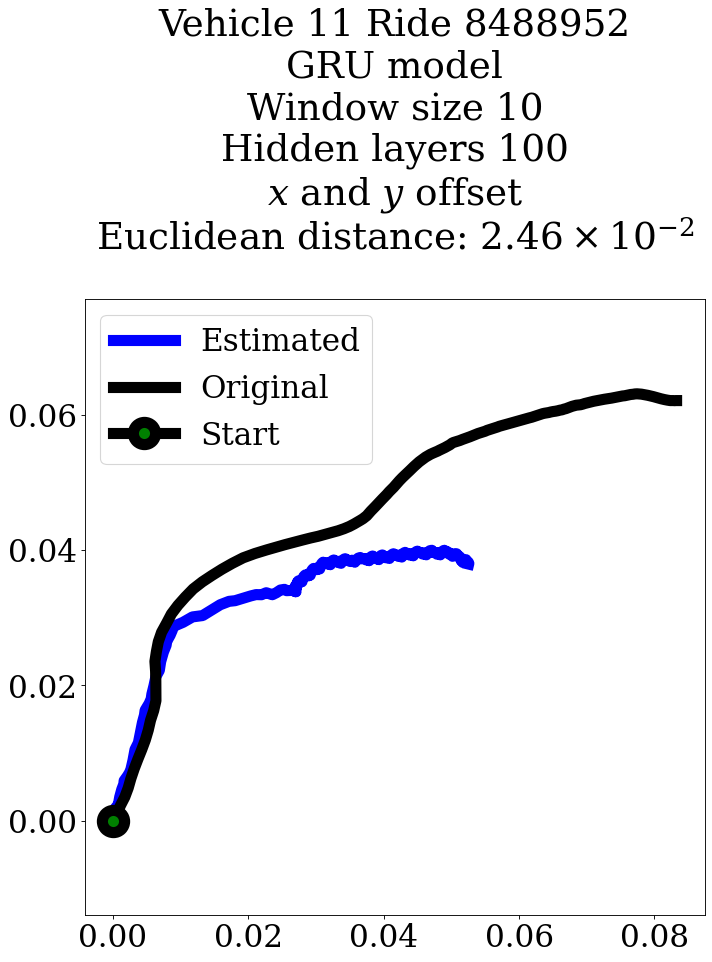 Vehicle 11 Ride 8488952
GRU model
Window size 10
Hidden layers 100
x and y offset
Euclidean distance: 2.46 × 10⁻²
Estimated
Original
Start
0.06
0.04
0.02
0.00
0.00 0.02 0.04 0.06 0.08